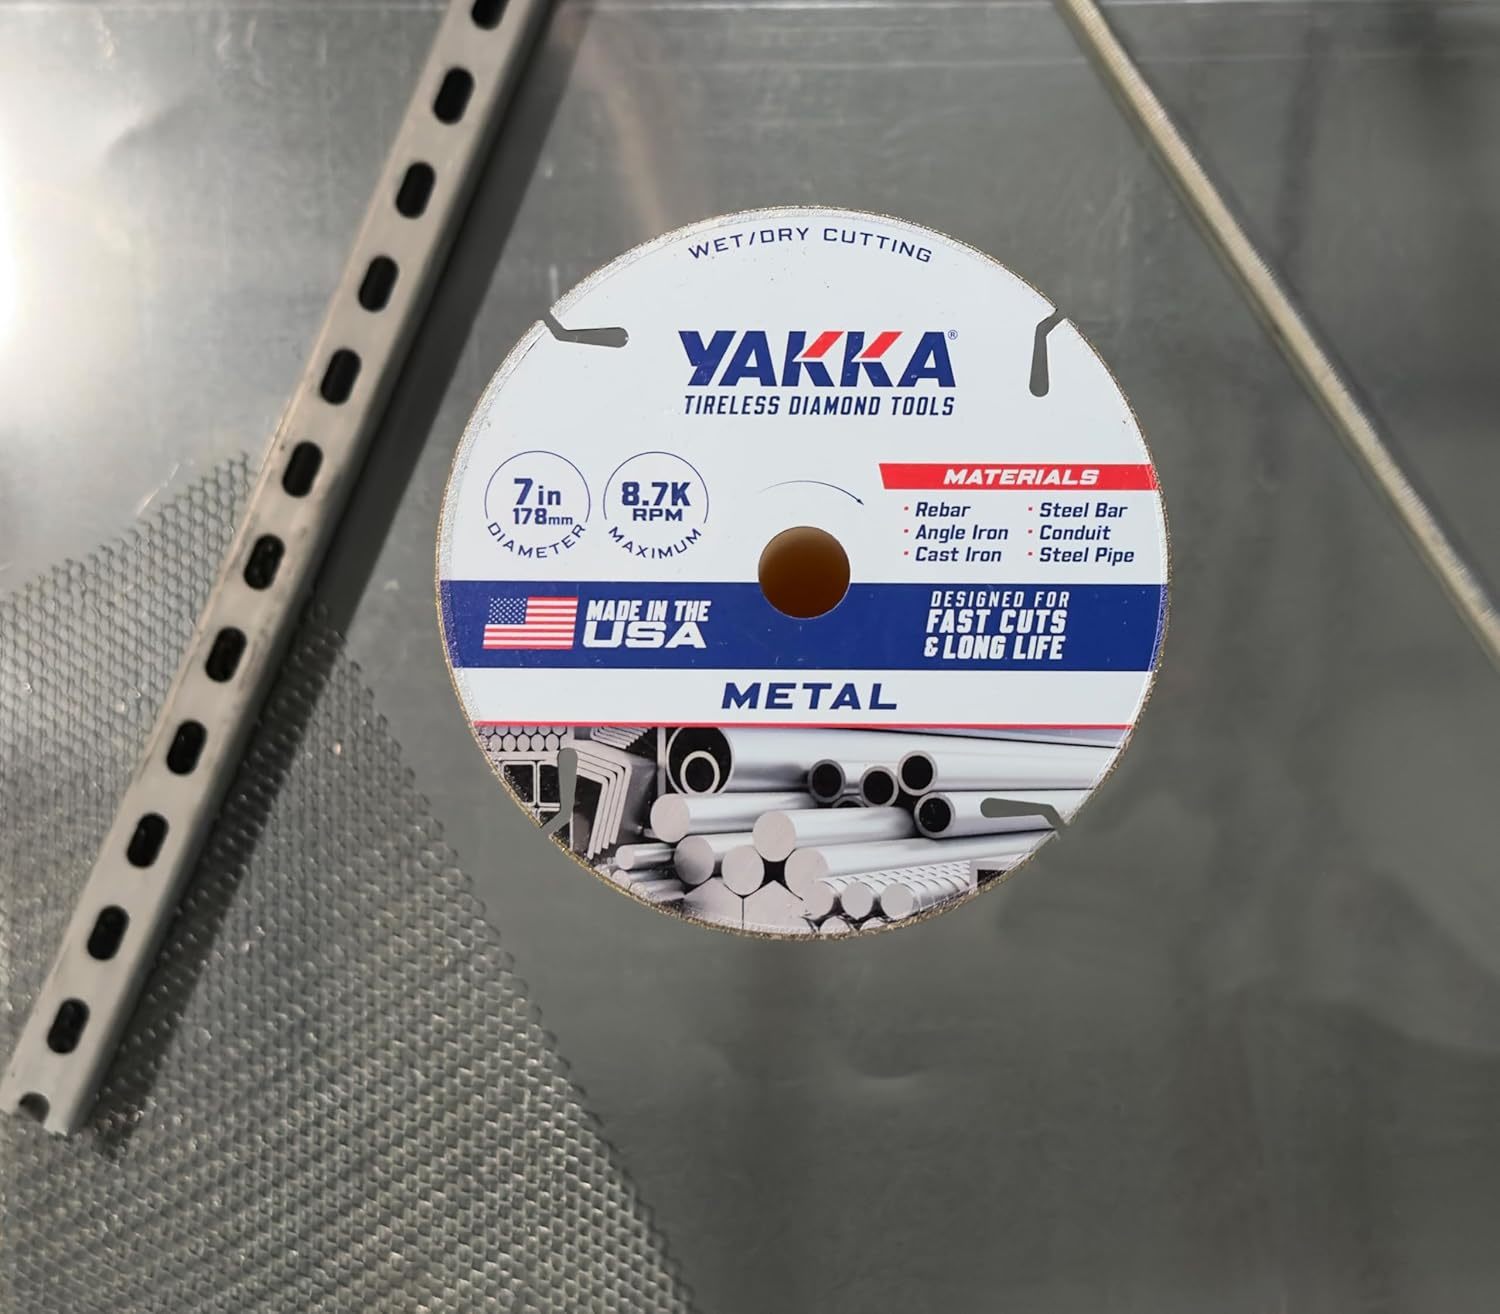 WET/DRY CUTTING
YAKKA®
TIRELESS DIAMOND TOOLS
7in
178mm
DIAMETER
8.7K
RPM
MAXIMUM
MATERIALS
· Rebar
· Angle Iron
· Cast Iron
· Steel Bar
· Conduit
· Steel Pipe
MADE IN THE
USA
DESIGNED FOR
FAST CUTS
& LONG LIFE
METAL